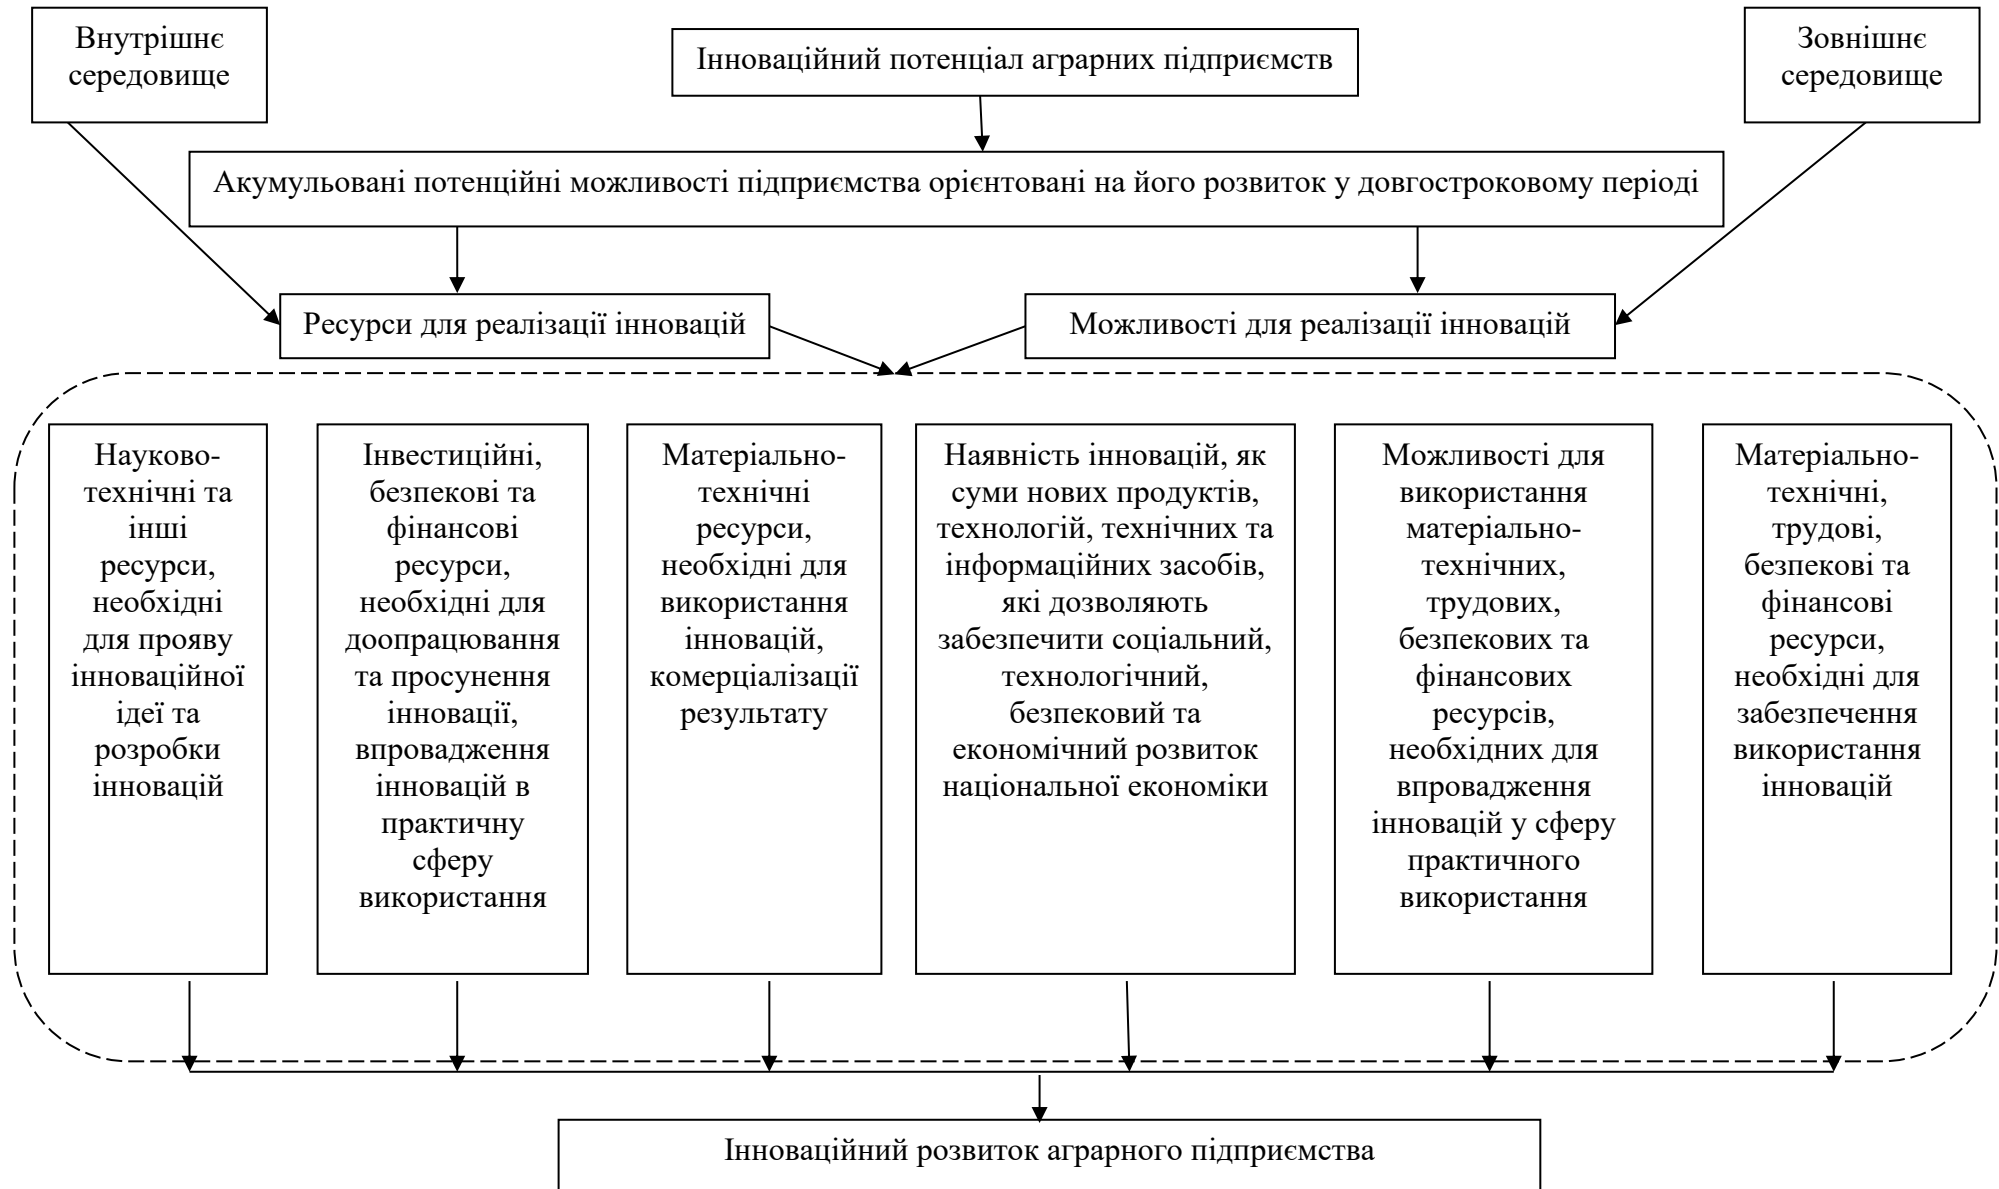 Внутрішнє
середовище
Інноваційний потенціал аграрних підприємств
Зовнішнє
середовище
Акумульовані потенційні можливості підприємства орієнтовані на його розвиток у довгостроковому періоді
Ресурси для реалізації інновацій
Можливості для реалізації інновацій
Науково-
технічні та
інші
ресурси,
необхідні
для прояву
інноваційної
ідеї та
розробки
інновацій
Інвестиційні,
безпекові та
фінансові
ресурси,
необхідні для
доопрацювання
та просунення
інновації,
впровадження
інновацій в
практичну
сферу
використання
Матеріально-
технічні
ресурси,
необхідні для
використання
інновацій,
комерціалізації
результату
Наявність інновацій, як
суми нових продуктів,
технологій, технічних та
інформаційних засобів,
які дозволяють
забезпечити соціальний,
технологічний,
безпековий та
економічний розвиток
національної економіки
Можливості для
використання
матеріально-
технічних,
трудових,
безпекових та
фінансових
ресурсів,
необхідних для
впровадження
інновацій у сферу
практичного
використання
Матеріально-
технічні,
трудові,
безпекові та
фінансові
ресурси,
необхідні для
забезпечення
використання
інновацій
Інноваційний розвиток аграрного підприємства